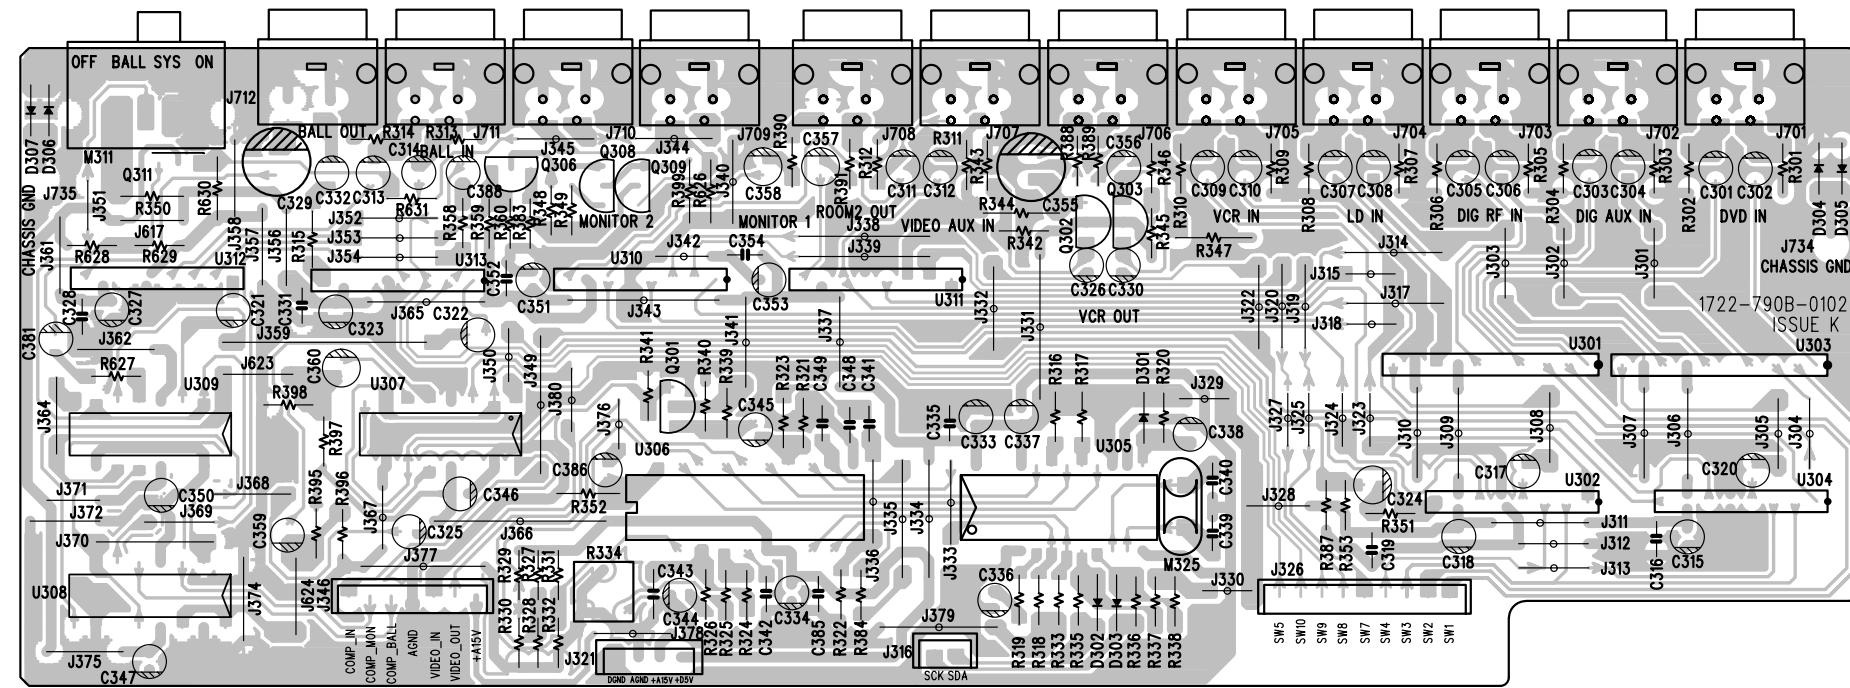 OFF BALL SYS ON
J712
BALL OUT
R314
R313
J711
C314
BALL IN
J345
J710
J344
J709
R390
C357
J708
R311
J707
R388
R389
C356
J706
J705
J704
J703
J702
J701
D307
D306
M311
Q311
R350
R630
C329
C332
C313
R631
C388
Q306
Q308
Q309
R399
R626
J340
C358
R391
R312
C311
C312
R343
C355
Q303
R346
C309
C310
R309
C307
C308
R307
C305
C306
R305
C303
C304
R303
C301
C302
R301
J735
J351
J617
R358
R359
R360
R383
R348
R349
MONITOR 2
MONITOR 1
ROOM2 OUT
VIDEO AUX IN
R344
R342
Q302
R345
R310
VCR IN
R347
R308
LD IN
R306
DIG RF IN
R304
DIG AUX IN
R302
DVD IN
D304
D305
CHASSIS GND
J361
R628
R629
U312
J358
J357
J356
R315
J352
J353
J354
U313
C352
U310
J342
C354
J338
J339
J314
J303
J302
J301
J734
CHASSIS GND
C328
C327
C321
C331
C323
J365
C322
C351
J343
C353
U311
J332
J331
C326
C330
VCR OUT
J322
J320
J319
J315
J317
J318
1722-790B-0102
ISSUE K
C381
J362
J359
J350
J349
R341
Q301
R340
R339
J341
R323
R321
J337
C349
C348
C341
R316
R317
D301
R320
J329
U301
U303
R627
J623
C360
U309
R398
U307
J380
J376
C345
C335
C333
C337
U305
C338
J327
J325
J324
J323
J310
J309
J308
J307
J306
J305
J304
J364
R397
U306
C386
R352
C340
C317
U302
C320
U304
J371
J372
J370
C350
J369
J368
R395
R396
J367
C346
C325
J366
C359
J336
J335
J334
J333
C339
M325
J328
R387
R353
C324
R351
C319
C318
J311
J312
J313
C316
C315
U308
J374
J624
J346
J377
R329
R327
R331
R330
R328
R332
R334
C343
C344
R326
R325
R324
C342
C334
C385
R322
R384
C336
J330
J326
J375
C347
COMP_IN
COMP_MON
COMP_BALL
AGND
VIDEO_IN
VIDEO_OUT
+A15V
J321
J378
DGND AGND +A15V +D5V
J379
J316
SCK SDA
R319
R318
R333
R335
D302
D303
R336
R337
R338
SW5
SW10
SW9
SW8
SW7
SW4
SW3
SW2
SW1